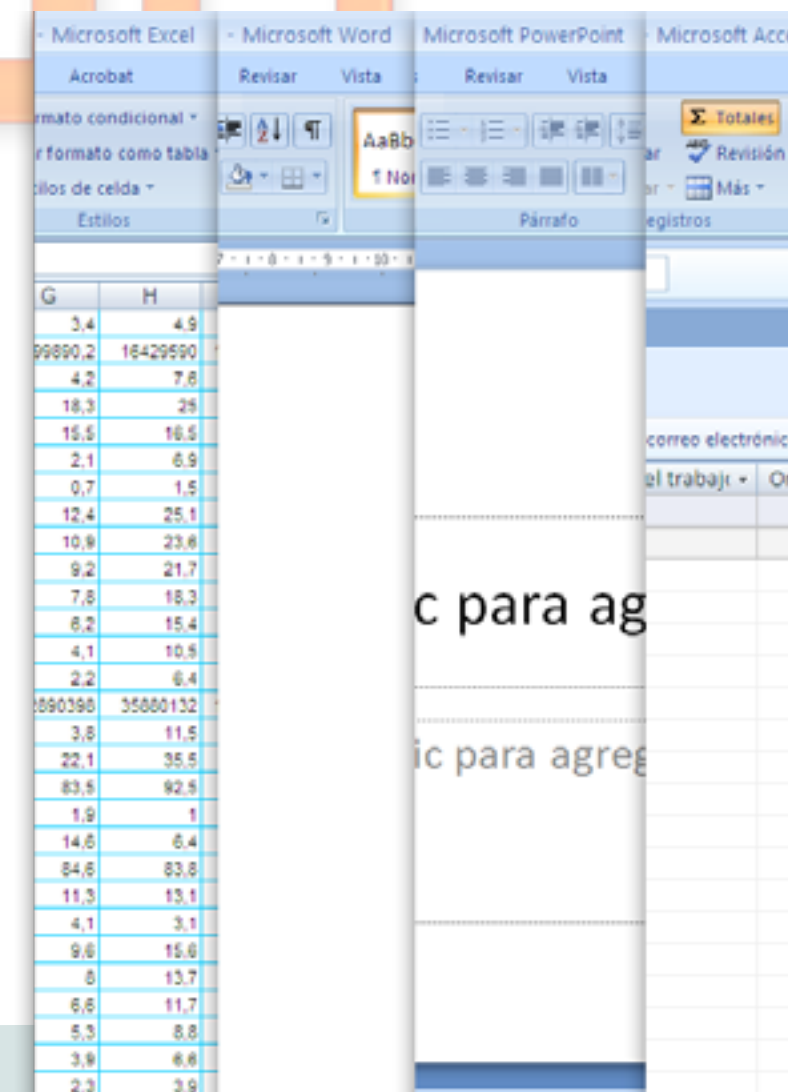 - Microsoft Excel
Acrobat
rmato condicional
r formato como tabla
ilos de celda
Estilos
G H
3,4 4,9
99890,2 16429590
4,2 7,6
18,3 25
15,5 16,5
2,1 6,9
0,7 1,5
12,4 25,1
10,9 23,6
9,2 21,7
7,8 18,3
6,2 15,4
4,1 10,5
2,2 6,4
2890398 35880132
3,8 11,5
22,1 35,5
83,5 92,5
1,9 1
14,6 6,4
84,6 83,8
11,3 13,1
4,1 3,1
9,6 15,6
8 13,7
6,6 11,7
5,3 8,8
3,9 6,6
2,3 3,9
- Microsoft Word
Revisar Vista
AaBb
¶ Nor
7 · 8 · 9 · 10
Microsoft PowerPoint
Revisar Vista
Párrafo
c para ag
ic para agreg
- Microsoft Acc
Σ Totales
ar Revisión
Más
egistros
correo electrónic
el trabajo